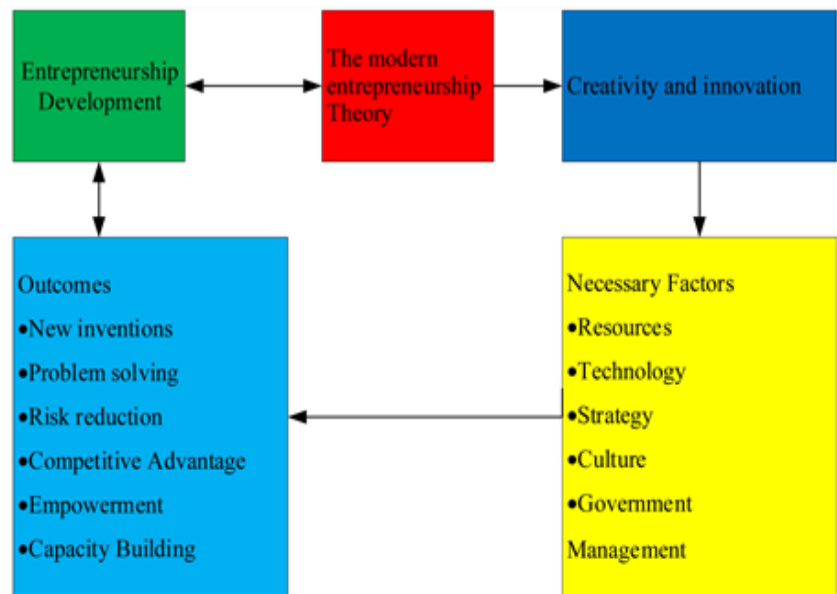 Entrepreneurship
Development
The modern
entrepreneurship
Theory
Creativity and innovation
Outcomes
•New inventions
•Problem solving
•Risk reduction
•Competitive Advantage
•Empowerment
•Capacity Building
Necessary Factors
•Resources
•Technology
•Strategy
•Culture
•Government
Management